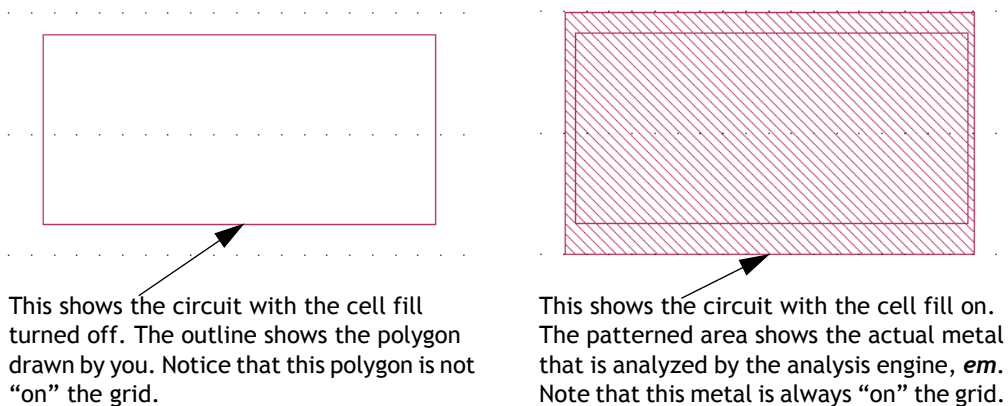 This shows the circuit with the cell fill
turned off. The outline shows the polygon
drawn by you. Notice that this polygon is not
“on” the grid.
This shows the circuit with the cell fill on.
The patterned area shows the actual metal
that is analyzed by the analysis engine, em.
Note that this metal is always “on” the grid.